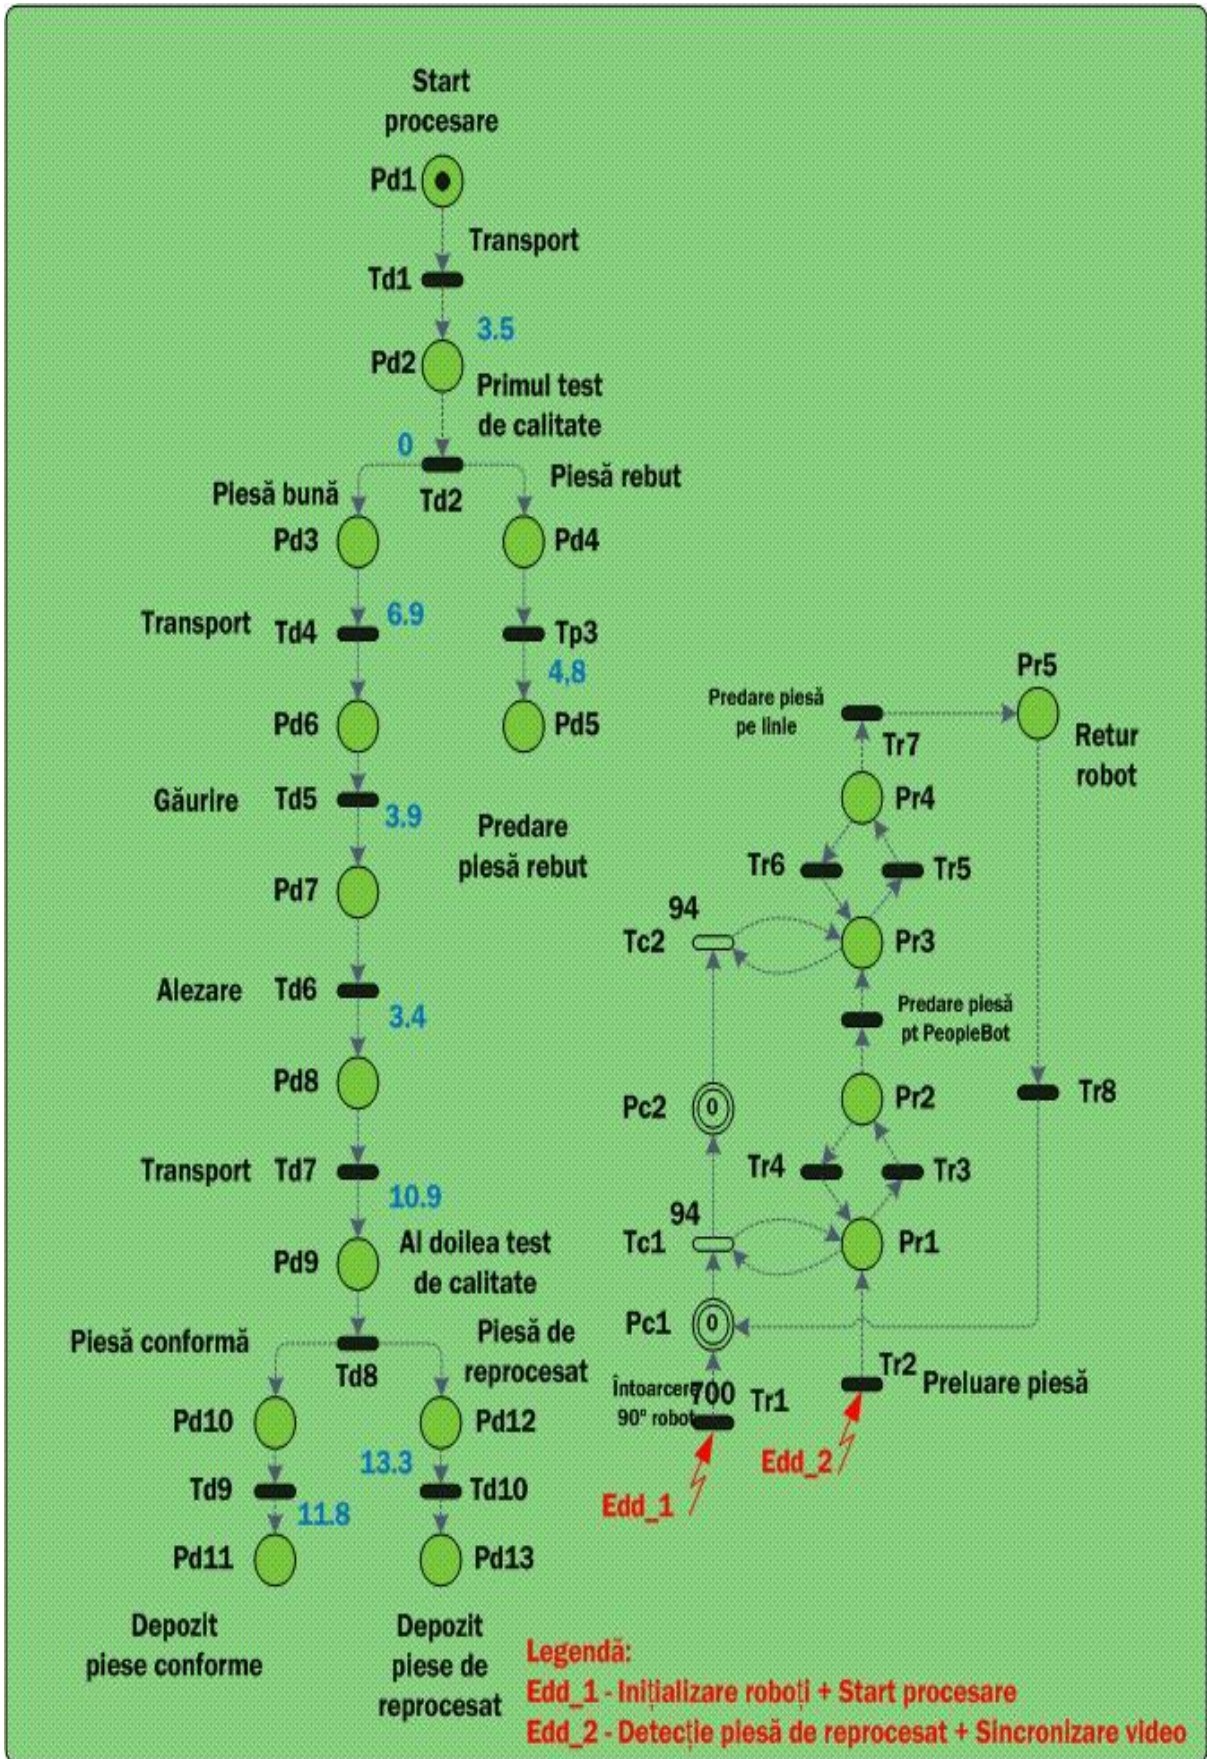 Start
procesare
Pd1
Transport
Td1
3.5
Pd2
Primul test
de calitate
0
Td2
Piesă bună
Piesă rebut
Pd3
Pd4
Transport
Td4
6.9
Tp3
4,8
Pd6
Pd5
Găurire
Td5
3.9
Predare
piesă rebut
Pd7
Alezare
Td6
3.4
Pd8
Transport
Td7
10.9
Pd9
Al doilea test
de calitate
Piesă conformă
Td8
Piesă de
reprocesat
Pd10
Pd12
13.3
Td9
Td10
11.8
Pd11
Pd13
Depozit
piese conforme
Depozit
piese de
reprocesat
Pr5
Retur
robot
Predare piesă
pe linie
Tr7
Pr4
Tr6
Tr5
94
Tc2
Pr3
Predare piesă
pt PeopleBot
Pc2
0
Pr2
Tr8
Tr4
Tr3
94
Tc1
Pr1
Pc1
0
Întoarcere
90° robot
700
Tr1
Tr2
Preluare piesă
Edd_1
Edd_2
Legendă:
Edd_1 - Inițializare roboți + Start procesare
Edd_2 - Detecție piesă de reprocesat + Sincronizare video